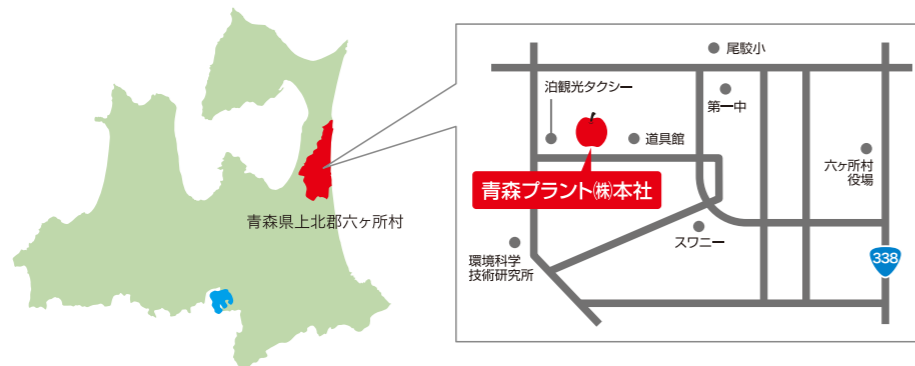 尾駮小
泊観光タクシー
第一中
道具館
六ヶ所村
役場
青森プラント㈱本社
青森県上北郡六ヶ所村
スワニー
環境科学
技術研究所
338